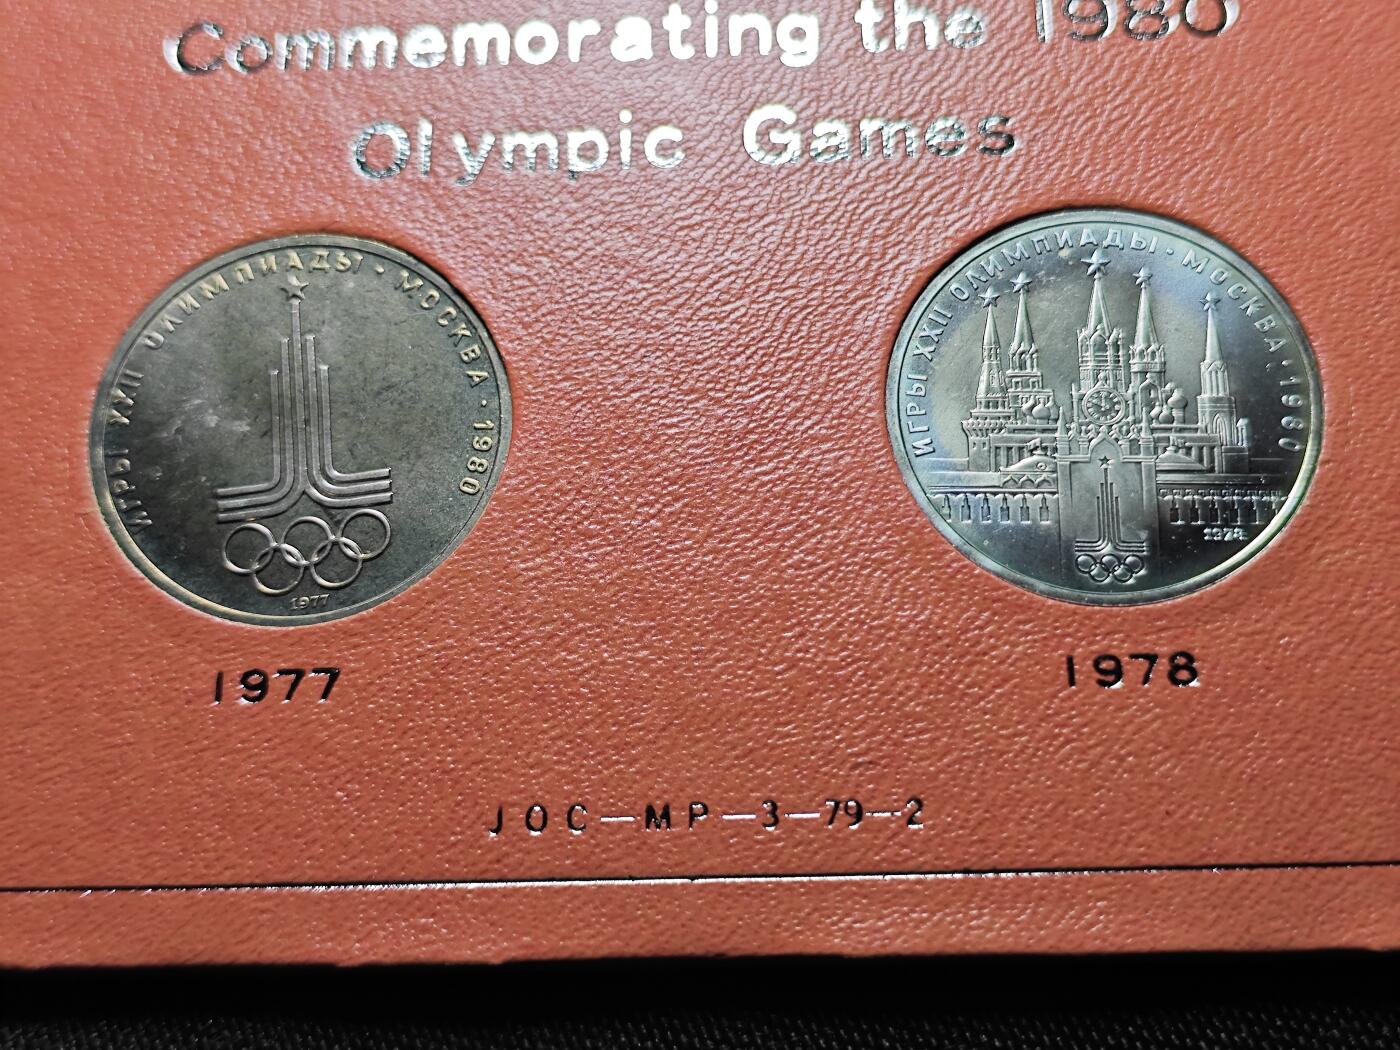 Commemorating the 1980
Olympic Games
ИГРЫ XXII ОЛИМПИАДЫ · МОСКВА · 1980
1977
ИГРЫ XXII ОЛИМПИАДЫ · МОСКВА · 1980
1978
1977
1978
JOC-MP-3-79-2